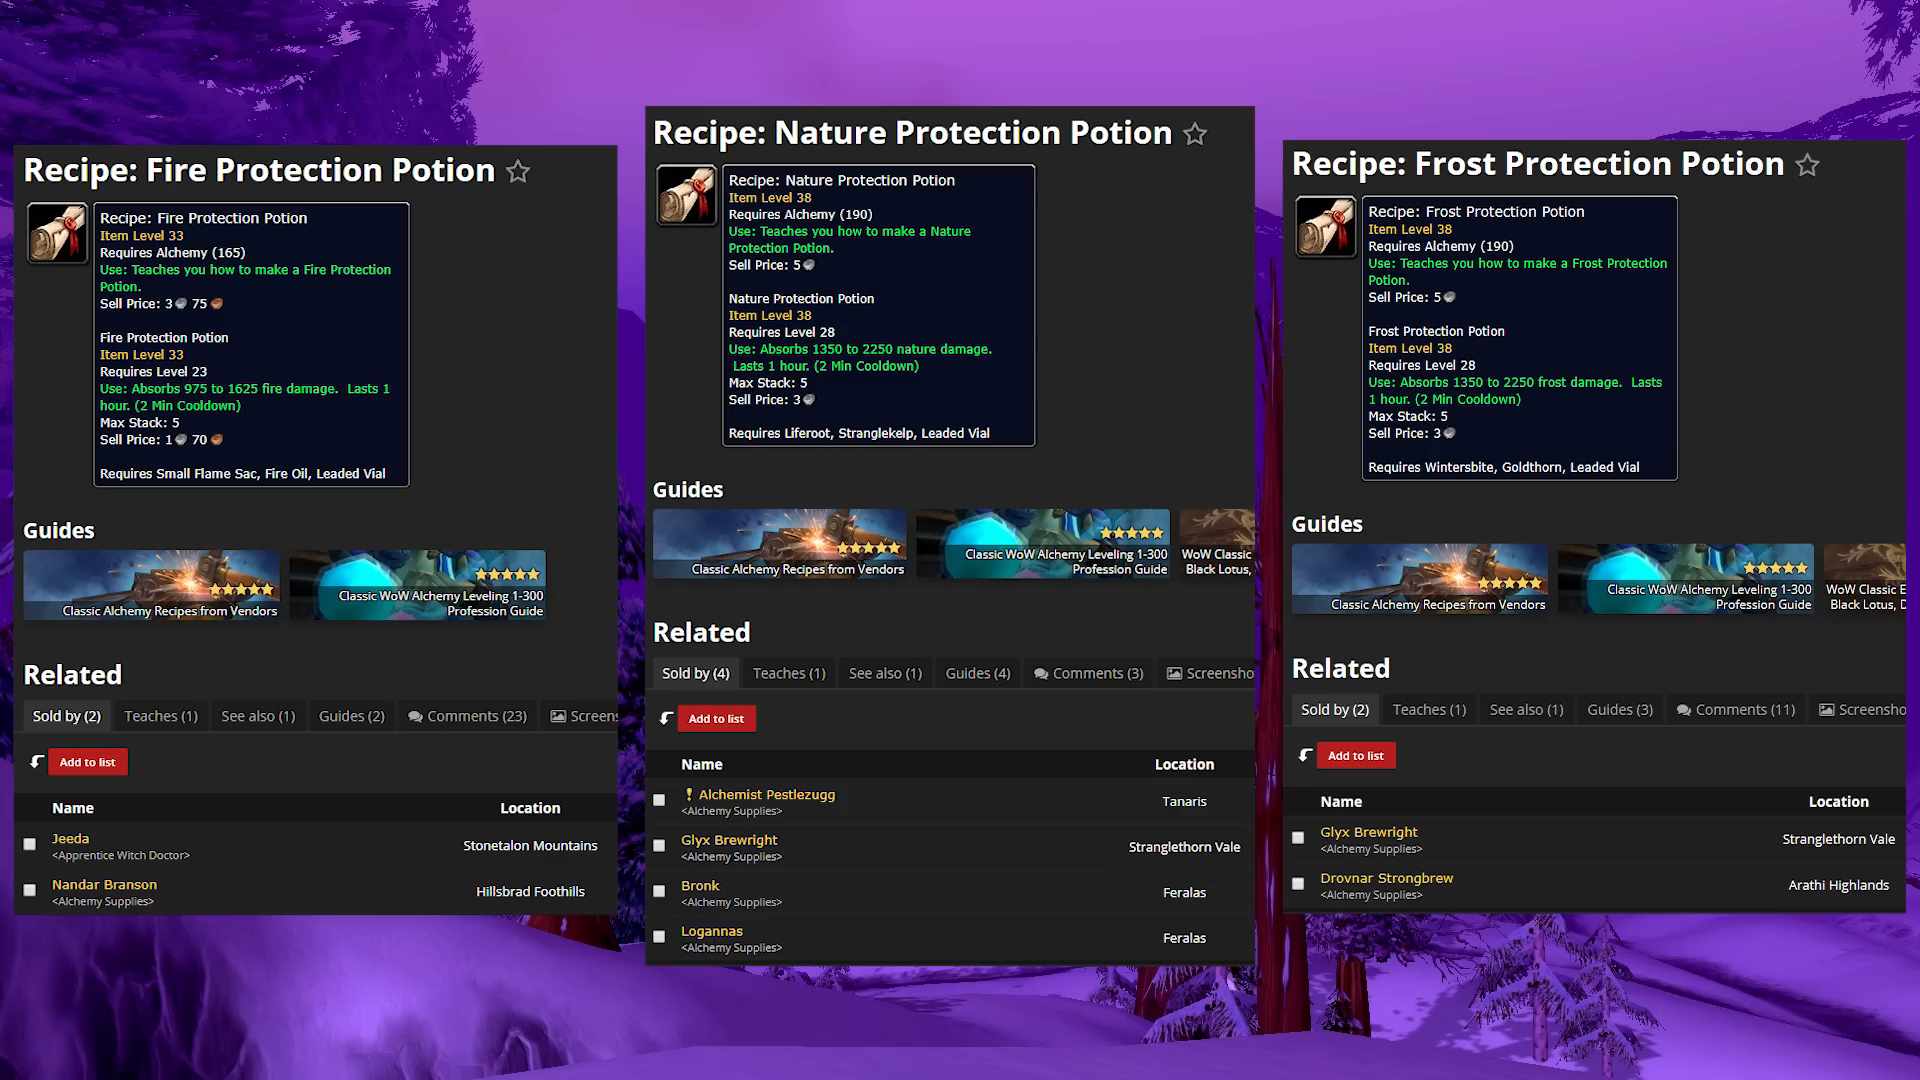 Recipe: Fire Protection Potion
Recipe: Fire Protection Potion
Item Level 33
Requires Alchemy (165)
Use: Teaches you how to make a Fire Protection
Potion.
Sell Price: 3 75
Fire Protection Potion
Item Level 33
Requires Level 23
Use: Absorbs 975 to 1625 fire damage. Lasts 1
hour. (2 Min Cooldown)
Max Stack: 5
Sell Price: 1 70
Requires Small Flame Sac, Fire Oil, Leaded Vial
Guides
Classic Alchemy Recipes from Vendors
Classic WoW Alchemy Leveling 1-300
Profession Guide
Related
Sold by (2) Teaches (1) See also (1) Guides (2) Comments (23) Screens
Add to list
Name Location
Jeeda
<Apprentice Witch Doctor>
Stonetalon Mountains
Nandar Branson
<Alchemy Supplies>
Hillsbrad Foothills
Recipe: Nature Protection Potion
Recipe: Nature Protection Potion
Item Level 38
Requires Alchemy (190)
Use: Teaches you how to make a Nature
Protection Potion.
Sell Price: 5
Nature Protection Potion
Item Level 38
Requires Level 28
Use: Absorbs 1350 to 2250 nature damage.
Lasts 1 hour. (2 Min Cooldown)
Max Stack: 5
Sell Price: 3
Requires Liferoot, Stranglekelp, Leaded Vial
Guides
Classic Alchemy Recipes from Vendors
Classic WoW Alchemy Leveling 1-300
Profession Guide
WoW Classic
Black Lotus,
Related
Sold by (4) Teaches (1) See also (1) Guides (4) Comments (3) Screensho
Add to list
Name Location
Alchemist Pestlezugg
<Alchemy Supplies>
Tanaris
Glyx Brewright
<Alchemy Supplies>
Stranglethorn Vale
Bronk
<Alchemy Supplies>
Feralas
Logannas
<Alchemy Supplies>
Feralas
Recipe: Frost Protection Potion
Recipe: Frost Protection Potion
Item Level 38
Requires Alchemy (190)
Use: Teaches you how to make a Frost Protection
Potion.
Sell Price: 5
Frost Protection Potion
Item Level 38
Requires Level 28
Use: Absorbs 1350 to 2250 frost damage. Lasts
1 hour. (2 Min Cooldown)
Max Stack: 5
Sell Price: 3
Requires Wintersbite, Goldthorn, Leaded Vial
Guides
Classic Alchemy Recipes from Vendors
Classic WoW Alchemy Leveling 1-300
Profession Guide
WoW Classic E
Black Lotus, D
Related
Sold by (2) Teaches (1) See also (1) Guides (3) Comments (11) Screensho
Add to list
Name Location
Glyx Brewright
<Alchemy Supplies>
Stranglethorn Vale
Drovnar Strongbrew
<Alchemy Supplies>
Arathi Highlands